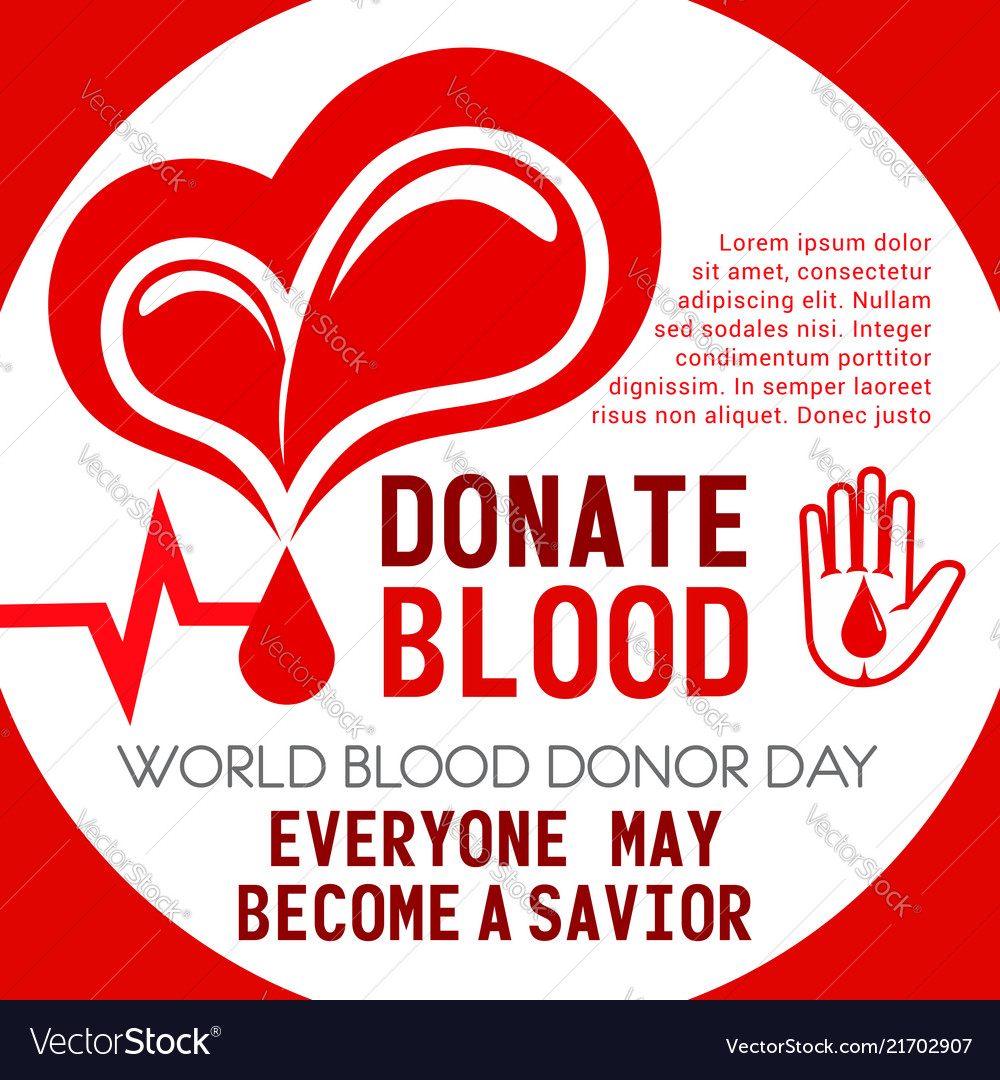 Lorem ipsum dolor
sit amet, consectetur
adipiscing elit. Nullam
sed sodales nisi. Integer
condimentum porttitor
dignissim. In semper laoreet
risus non aliquet. Donec justo
DONATE
BLOOD
WORLD BLOOD DONOR DAY
EVERYONE MAY
BECOME A SAVIOR
VectorStock®
VectorStock.com/21702907